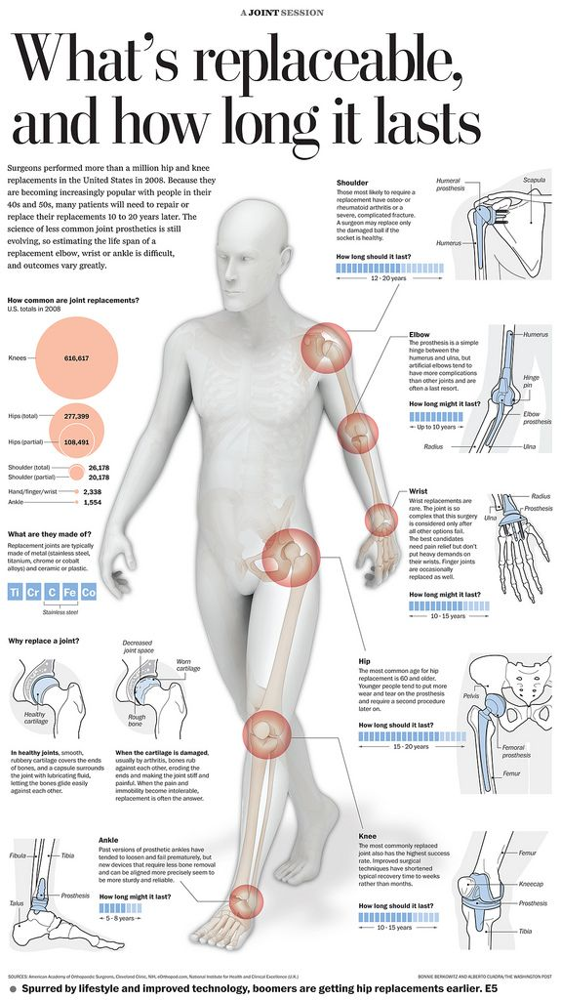 A JOINT SESSION
What's replaceable,
and how long it lasts
Surgeons performed more than a million hip and knee
replacements in the United States in 2008. Because they
are becoming increasingly popular with people in their
40s and 50s, many patients will need to repair or
replace their replacements 10 to 20 years later. The
science of less common joint prosthetics is still
evolving, so estimating the life span of a
replacement elbow, wrist or ankle is difficult,
and outcomes vary greatly.
How common are joint replacements?
U.S. totals in 2008
Knees
616,617
Hips (total)
277,399
Hips (partial)
108,491
Shoulder (total)
26,178
Shoulder (partial)
20,178
Hand/finger/wrist
2,338
Ankle
1,554
What are they made of?
Replacement joints are typically
made of metal (stainless steel,
titanium, chrome or cobalt
alloys) and ceramic or plastic.
Ti Cr C Fe Co
Stainless steel
Why replace a joint?
Healthy
cartilage
Decreased
joint space
Worn
cartilage
Rough
bone
In healthy joints, smooth,
rubbery cartilage covers the ends
of bones, and a capsule surrounds
the joint with lubricating fluid,
letting the bones glide easily
against each other.
When the cartilage is damaged,
usually by arthritis, bones rub
against each other, eroding the
ends and making the joint stiff and
painful. When the pain and
immobility become intolerable,
replacement is often the answer.
Shoulder
Those most likely to require a
replacement have osteo- or
rheumatoid arthritis or a
severe, complicated fracture.
A surgeon may replace only
the damaged ball if the
socket is healthy.
How long should it last?
12 - 20 years
Humeral
prosthesis
Scapula
Humerus
Elbow
The prosthesis is a simple
hinge between the
humerus and ulna, but
artificial elbows tend to
have more complications
than other joints and are
often a last resort.
How long might it last?
Up to 10 years
Humerus
Hinge
pin
Elbow
prosthesis
Radius
Ulna
Wrist
Wrist replacements are
rare. The joint is so
complex that this surgery
is considered only after
all other options fail.
The best candidates
need pain relief but don't
put heavy demands on
their wrists. Finger joints
are occasionally
replaced as well.
How long might it last?
10 - 15 years
Radius
Prosthesis
Ulna
Hip
The most common age for hip
replacement is 60 and older.
Younger people tend to put more
wear and tear on the prosthesis
and require a second procedure
later on.
How long should it last?
15 - 20 years
Pelvis
Femoral
prosthesis
Femur
Knee
The most commonly replaced
joint also has the highest success
rate. Improved surgical
techniques have shortened
typical recovery time to weeks
rather than months.
How long should it last?
10 - 15 years
Femur
Kneecap
Prosthesis
Tibia
Ankle
Past versions of prosthetic ankles have
tended to loosen and fail prematurely, but
new devices that require less bone removal
and can be aligned more precisely seem to
be more sturdy and reliable.
How long might it last?
5 - 8 years
Fibula
Tibia
Prosthesis
Talus
SOURCES: American Academy of Orthopaedic Surgeons, Cleveland Clinic, NIH, eOrthopod.com, National Institute for Health and Clinical Excellence (U.K.)
BONNIE BERKOWITZ AND ALBERTO CUADRA/THE WASHINGTON POST
Spurred by lifestyle and improved technology, boomers are getting hip replacements earlier. E5